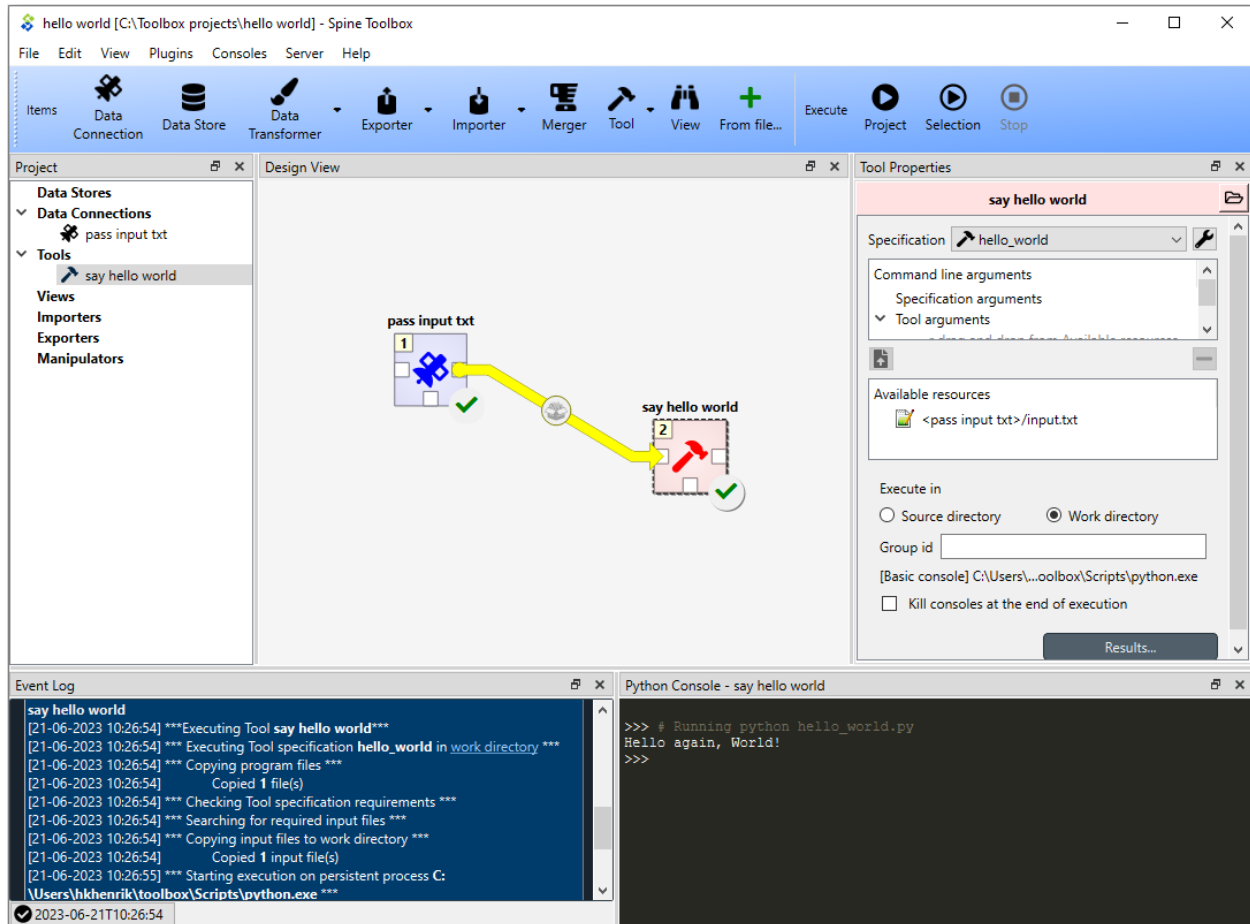 hello world [C:\Toolbox projects\hello world] - Spine Toolbox
File Edit View Plugins Consoles Server Help
Items
Data Connection
Data Store
Data Transformer
Exporter
Importer
Merger
Tool
View
From file...
Execute
Project
Selection
Stop
Project
Data Stores
Data Connections
pass input txt
Tools
say hello world
Views
Importers
Exporters
Manipulators
Design View
pass input txt
1
say hello world
2
Tool Properties
say hello world
Specification hello_world
Command line arguments
Specification arguments
Tool arguments
Available resources
<pass input txt>/input.txt
Execute in
Source directory Work directory
Group id
[Basic console] C:\Users\...oolbox\Scripts\python.exe
Kill consoles at the end of execution
Results...
Event Log
say hello world
[21-06-2023 10:26:54] ***Executing Tool say hello world***
[21-06-2023 10:26:54] *** Executing Tool specification hello_world in work directory ***
[21-06-2023 10:26:54] *** Copying program files ***
[21-06-2023 10:26:54] Copied 1 file(s)
[21-06-2023 10:26:54] *** Checking Tool specification requirements ***
[21-06-2023 10:26:54] *** Searching for required input files ***
[21-06-2023 10:26:54] *** Copying input files to work directory ***
[21-06-2023 10:26:54] Copied 1 input file(s)
[21-06-2023 10:26:55] *** Starting execution on persistent process C:
\Users\hkhenrik\toolbox\Scripts\python.exe ***
2023-06-21T10:26:54
Python Console - say hello world
>>> # Running python hello_world.py
Hello again, World!
>>>